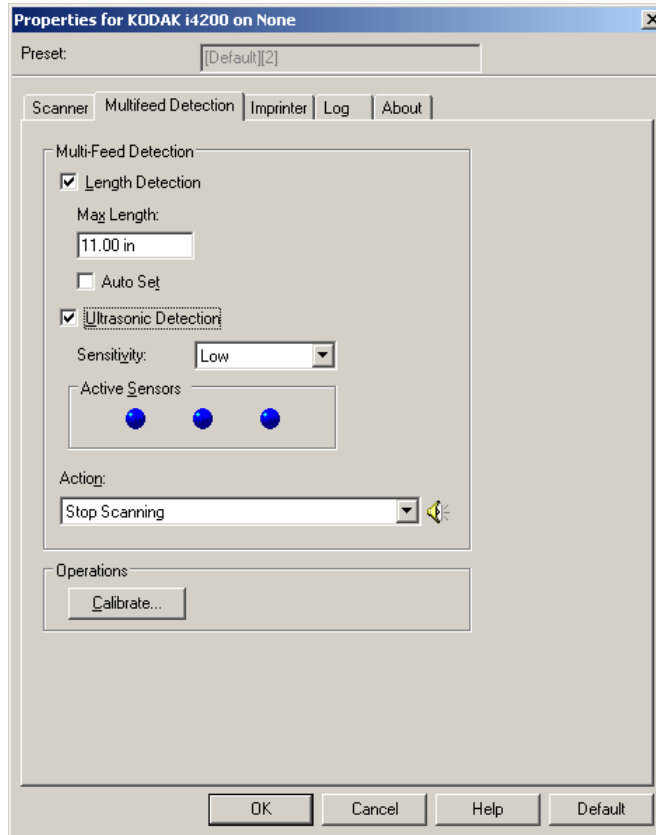 Properties for KODAK i4200 on None
Preset:
[Default][2]
Scanner Multifeed Detection Imprinter Log About
Multi-Feed Detection
Length Detection
Max Length:
11.00 in
Auto Set
Ultrasonic Detection
Sensitivity: Low
Active Sensors
Action:
Stop Scanning
Operations
Calibrate...
OK Cancel Help Default